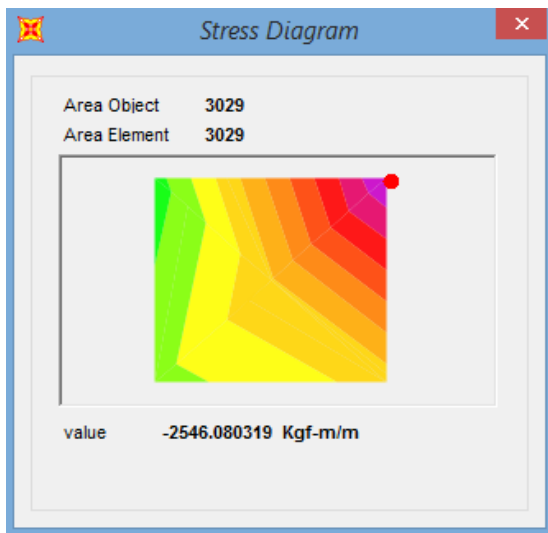 Stress Diagram
Area Object 3029
Area Element 3029
value -2546.080319 Kgf-m/m